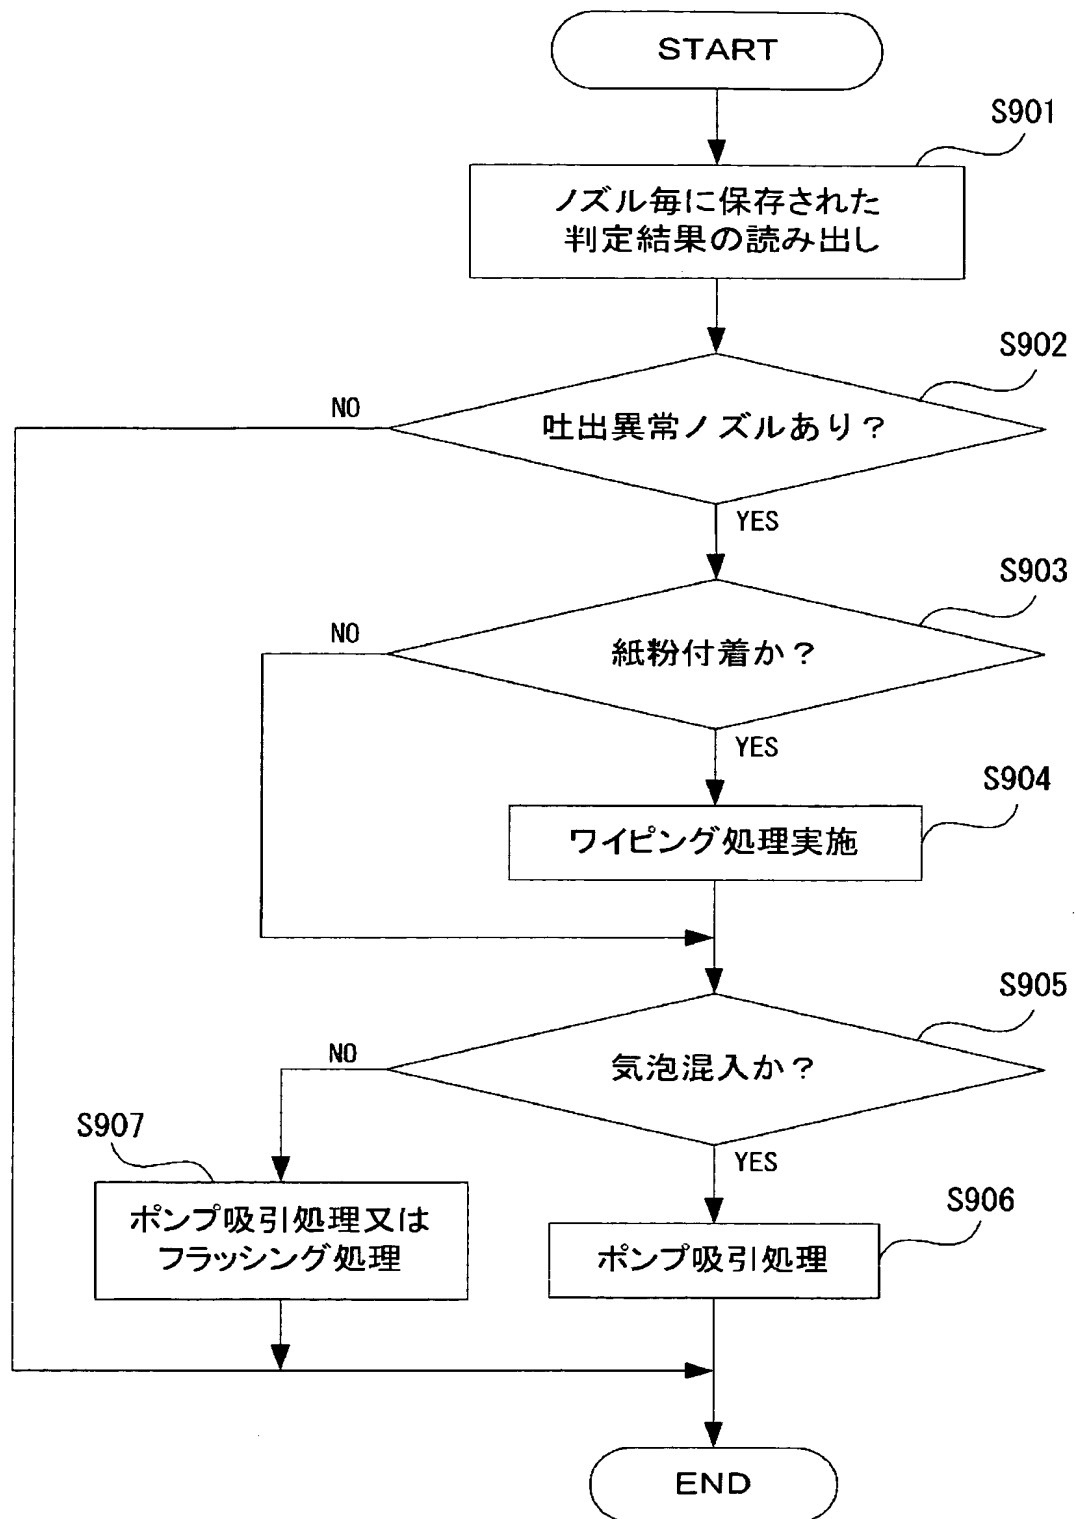 START
S901
ノズル毎に保存された
判定結果の読み出し
S902
NO
吐出異常ノズルあり？
YES
S903
NO
紙粉付着か？
YES
S904
ワイピング処理実施
S905
NO
気泡混入か？
YES
S907
ポンプ吸引処理又は
フラッシング処理
S906
ポンプ吸引処理
END